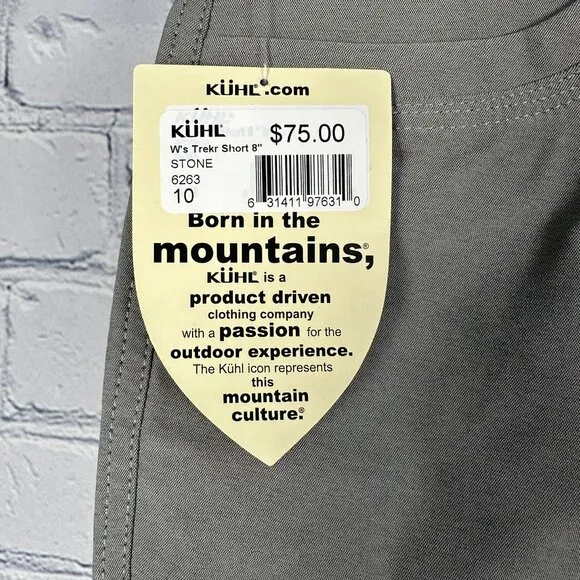 KÜHL.com
KÜHL $75.00
W's Trekr Short 8"
STONE
6263
10
6 31411 97631 0
Born in the
mountains,®
KÜHL® is a
product driven
clothing company
with a passion for the
outdoor experience.
The Kühl icon represents
this
mountain
culture.®